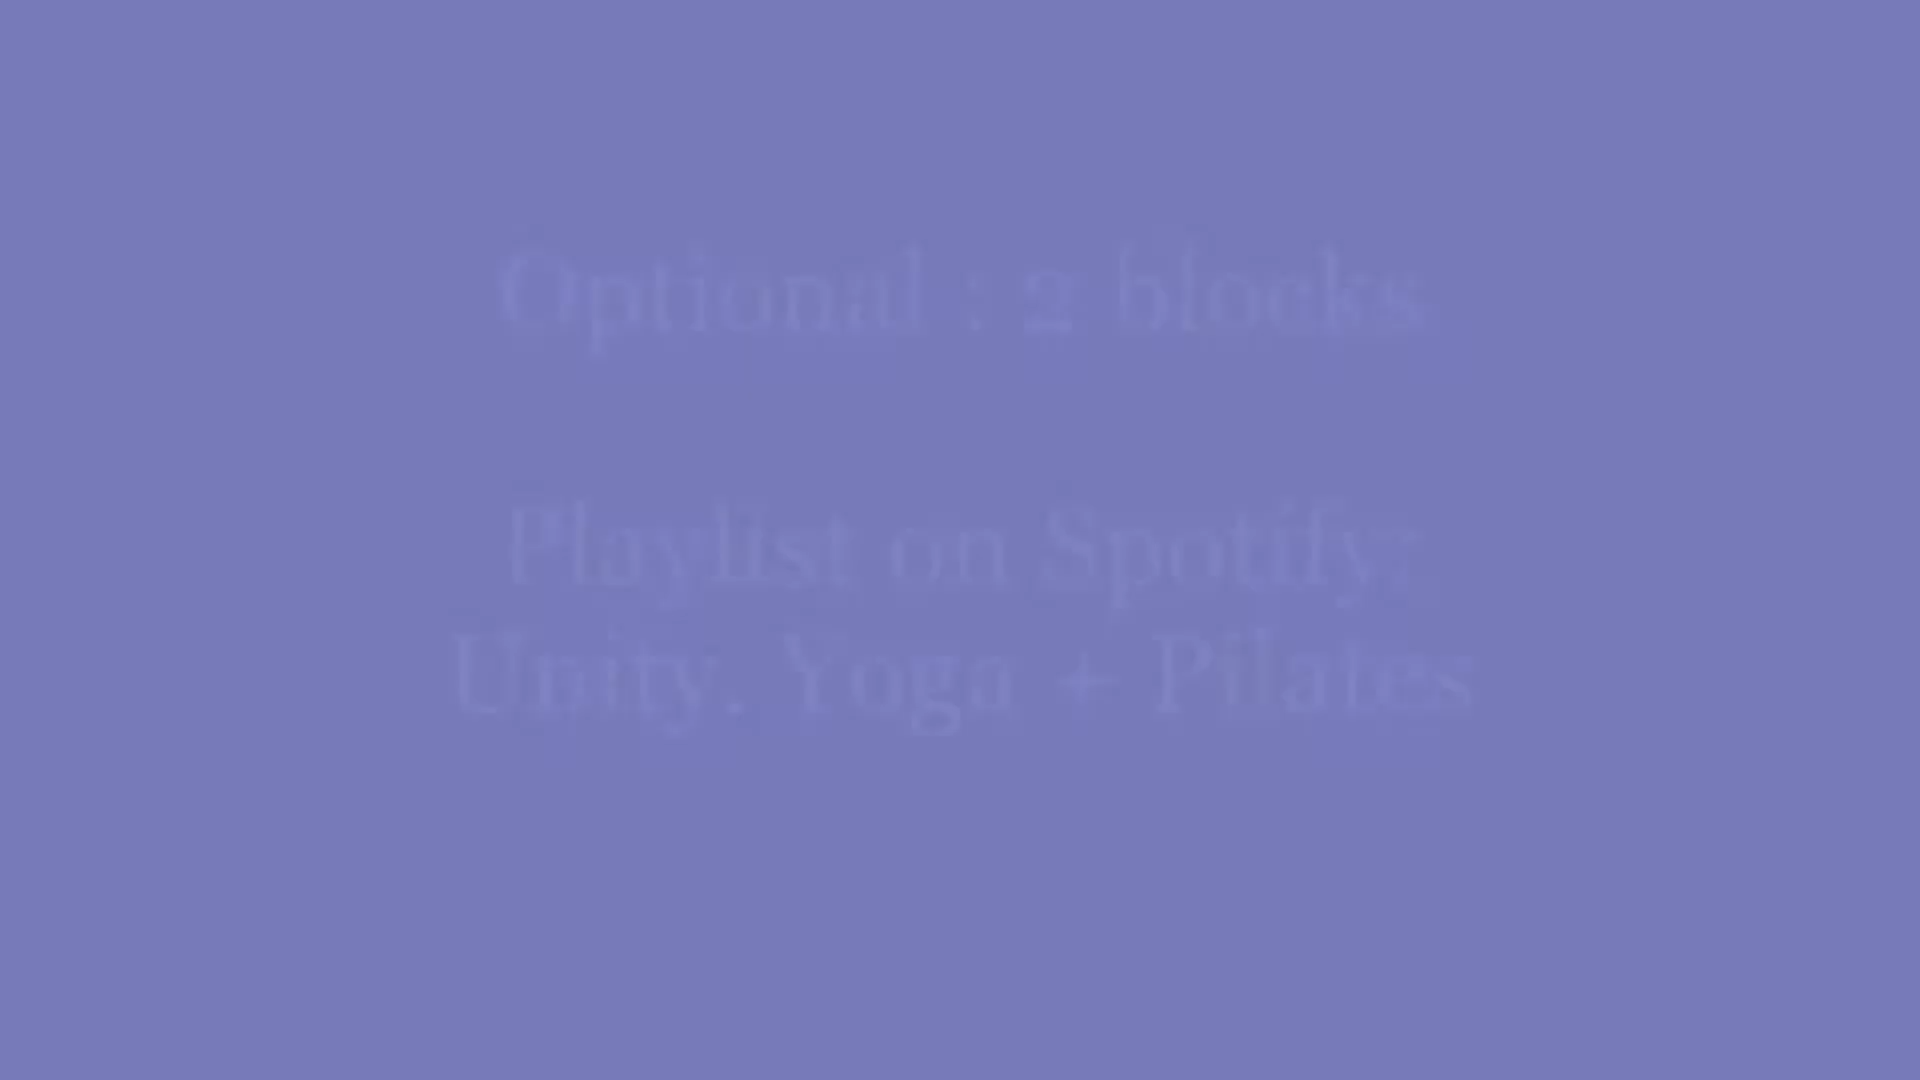 Optional : 2 blocks
Playlist on Spotify:
Unity. Yoga + Pilates